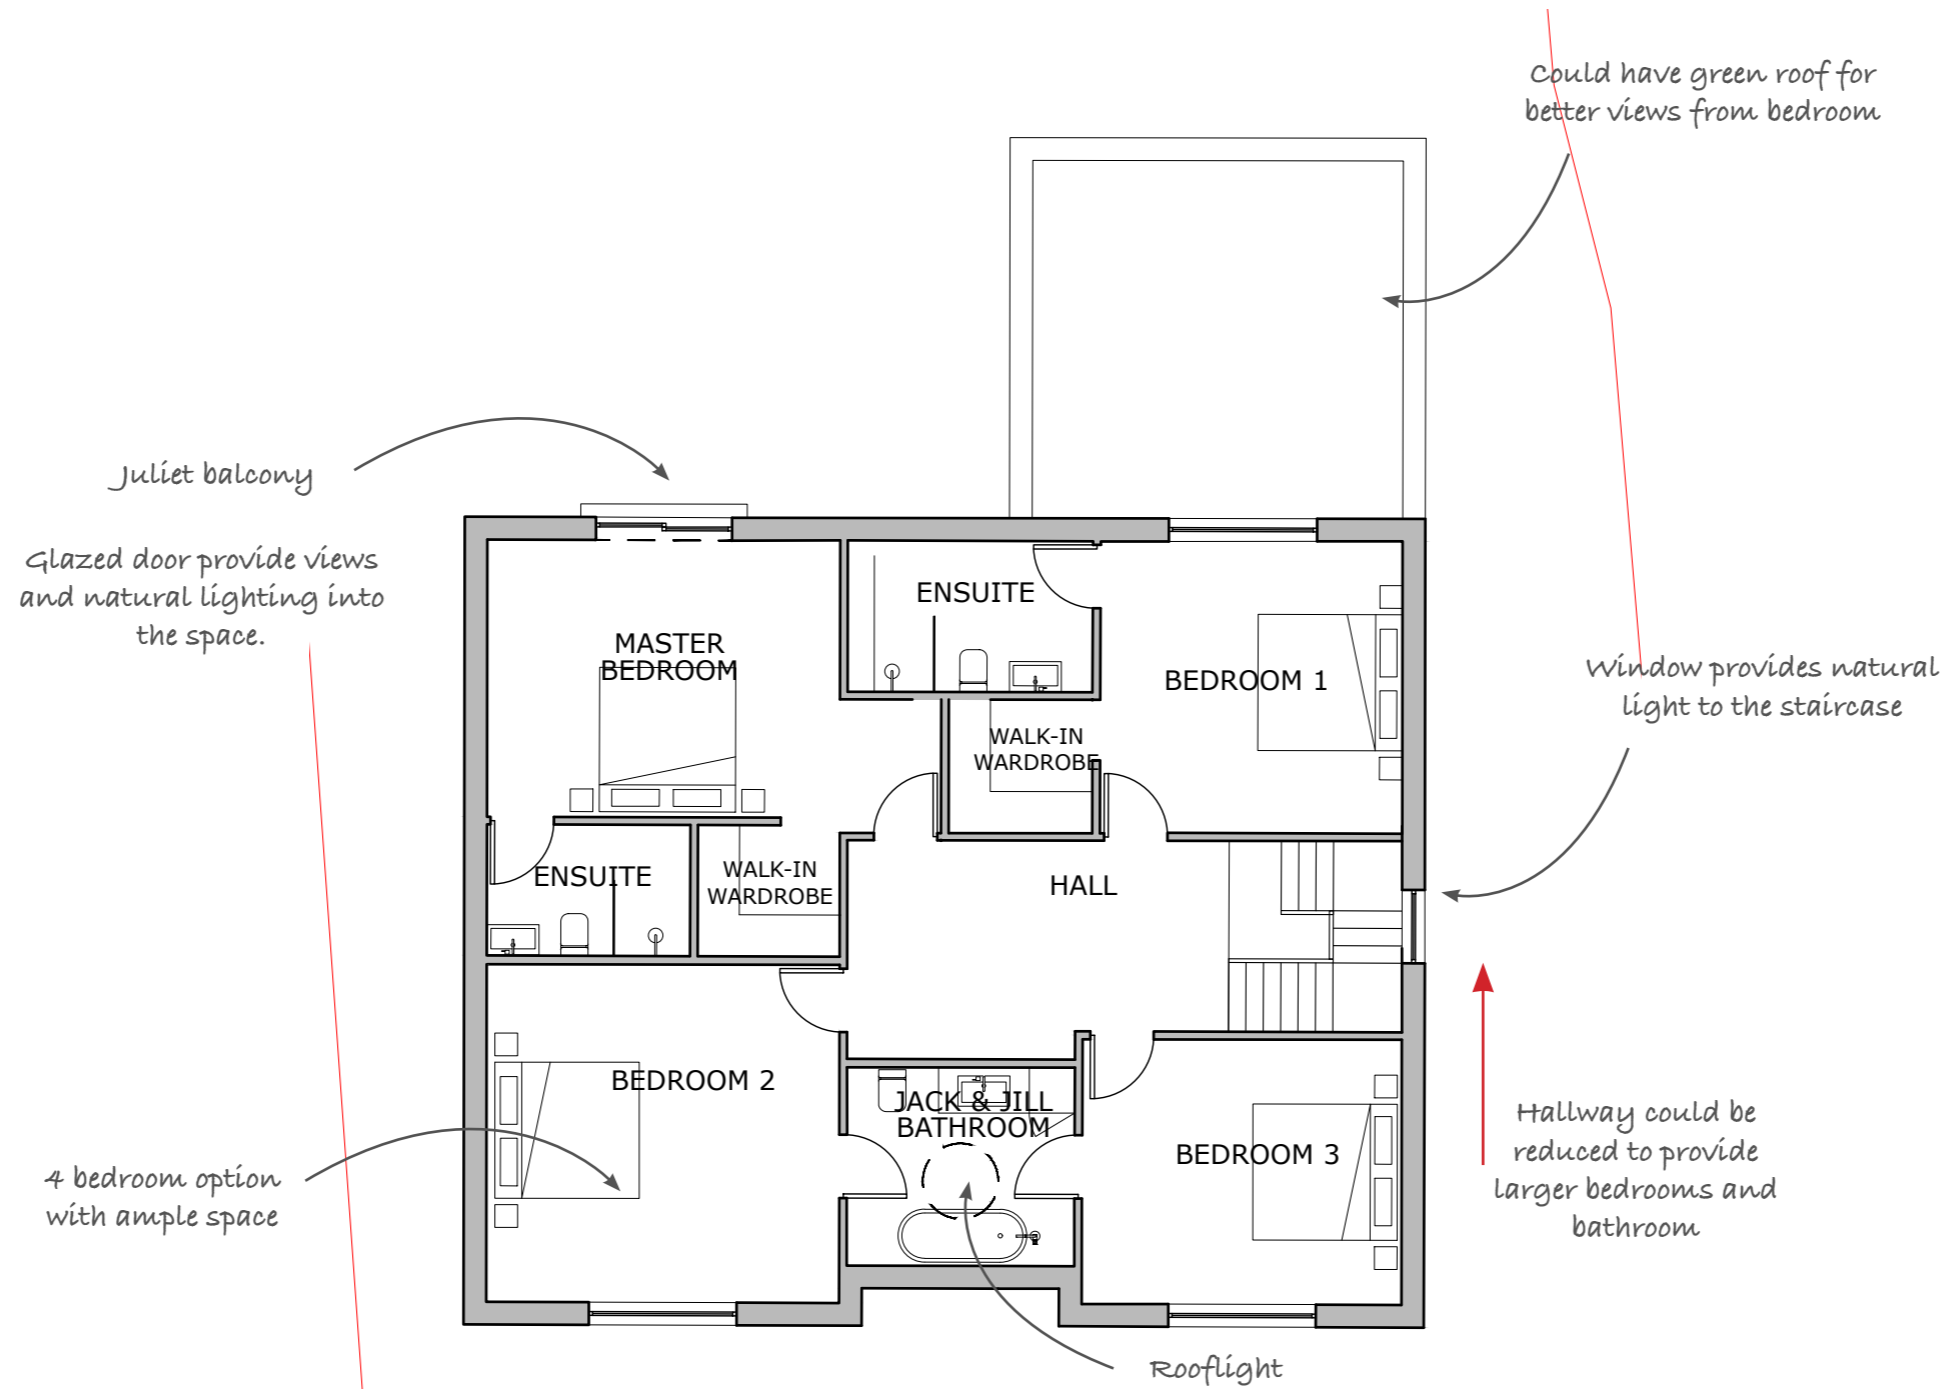 Could have green roof for
better views from bedroom
Juliet balcony
Glazed door provide views
and natural lighting into
the space.
ENSUITE
MASTER
BEDROOM
BEDROOM 1
Window provides natural
light to the staircase
WALK-IN
WARDROBE
ENSUITE
WALK-IN
WARDROBE
HALL
BEDROOM 2
JACK & JILL
BATHROOM
BEDROOM 3
Hallway could be
reduced to provide
larger bedrooms and
bathroom
4 bedroom option
with ample space
Rooflight